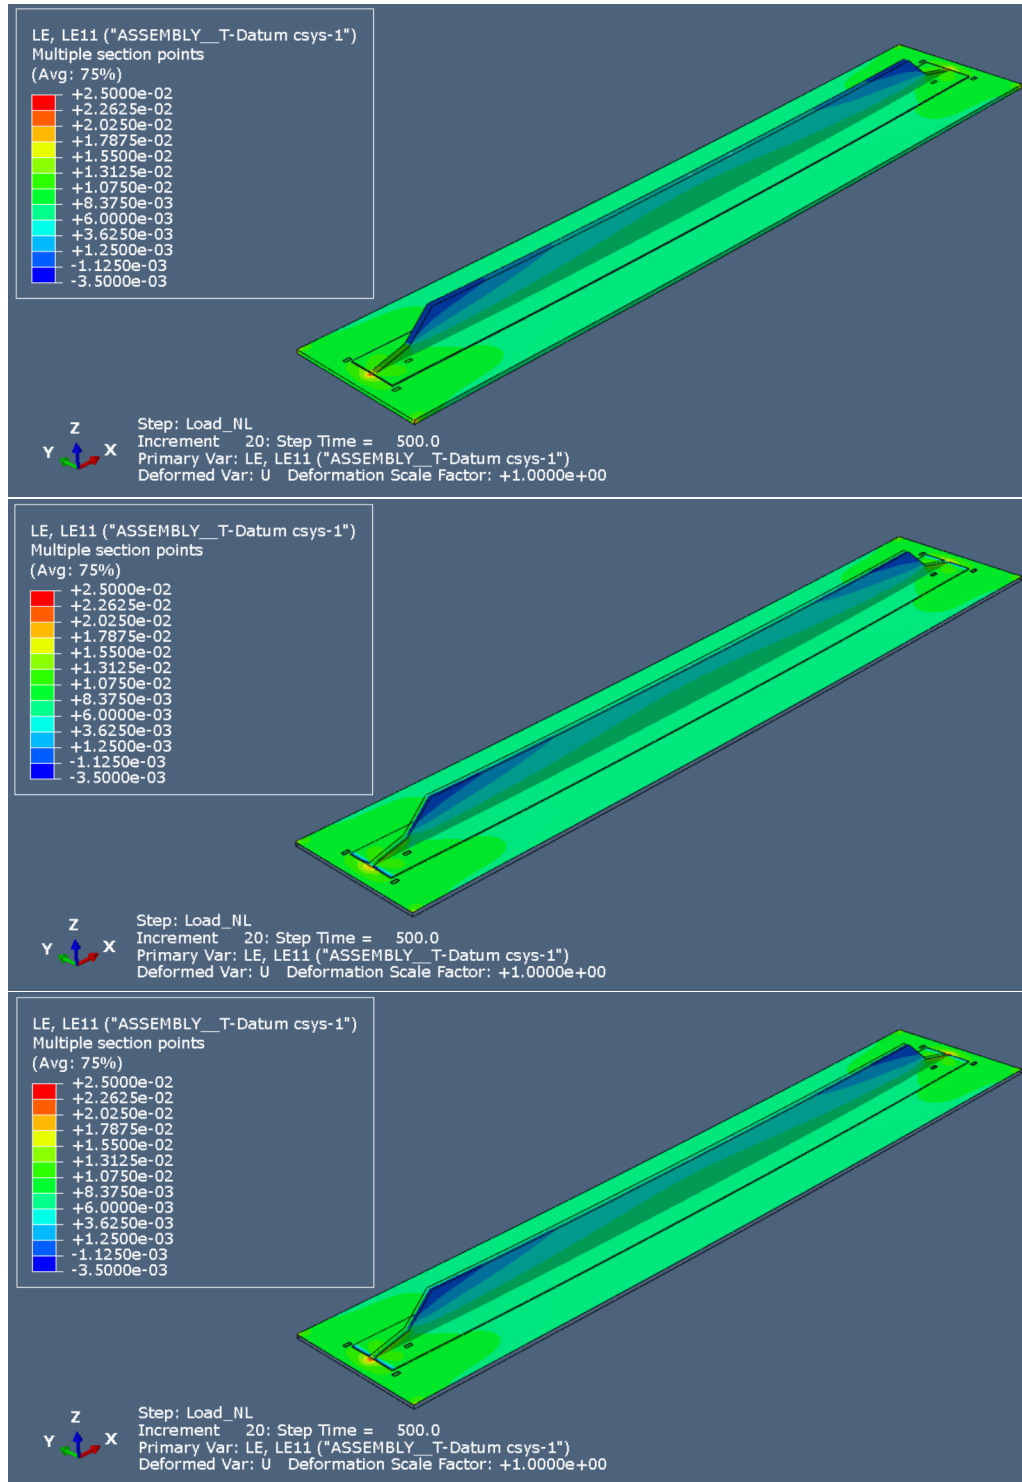 LE, LE11 ("ASSEMBLY__T-Datum csys-1")
Multiple section points
(Avg: 75%)
+2.5000e-02
+2.2625e-02
+2.0250e-02
+1.7875e-02
+1.5500e-02
+1.3125e-02
+1.0750e-02
+8.3750e-03
+6.0000e-03
+3.6250e-03
+1.2500e-03
-1.1250e-03
-3.5000e-03
Z
Y
X
Step: Load_NL
Increment 20: Step Time = 500.0
Primary Var: LE, LE11 ("ASSEMBLY__T-Datum csys-1")
Deformed Var: U Deformation Scale Factor: +1.0000e+00
LE, LE11 ("ASSEMBLY__T-Datum csys-1")
Multiple section points
(Avg: 75%)
+2.5000e-02
+2.2625e-02
+2.0250e-02
+1.7875e-02
+1.5500e-02
+1.3125e-02
+1.0750e-02
+8.3750e-03
+6.0000e-03
+3.6250e-03
+1.2500e-03
-1.1250e-03
-3.5000e-03
Z
Y
X
Step: Load_NL
Increment 20: Step Time = 500.0
Primary Var: LE, LE11 ("ASSEMBLY__T-Datum csys-1")
Deformed Var: U Deformation Scale Factor: +1.0000e+00
LE, LE11 ("ASSEMBLY__T-Datum csys-1")
Multiple section points
(Avg: 75%)
+2.5000e-02
+2.2625e-02
+2.0250e-02
+1.7875e-02
+1.5500e-02
+1.3125e-02
+1.0750e-02
+8.3750e-03
+6.0000e-03
+3.6250e-03
+1.2500e-03
-1.1250e-03
-3.5000e-03
Z
Y
X
Step: Load_NL
Increment 20: Step Time = 500.0
Primary Var: LE, LE11 ("ASSEMBLY__T-Datum csys-1")
Deformed Var: U Deformation Scale Factor: +1.0000e+00